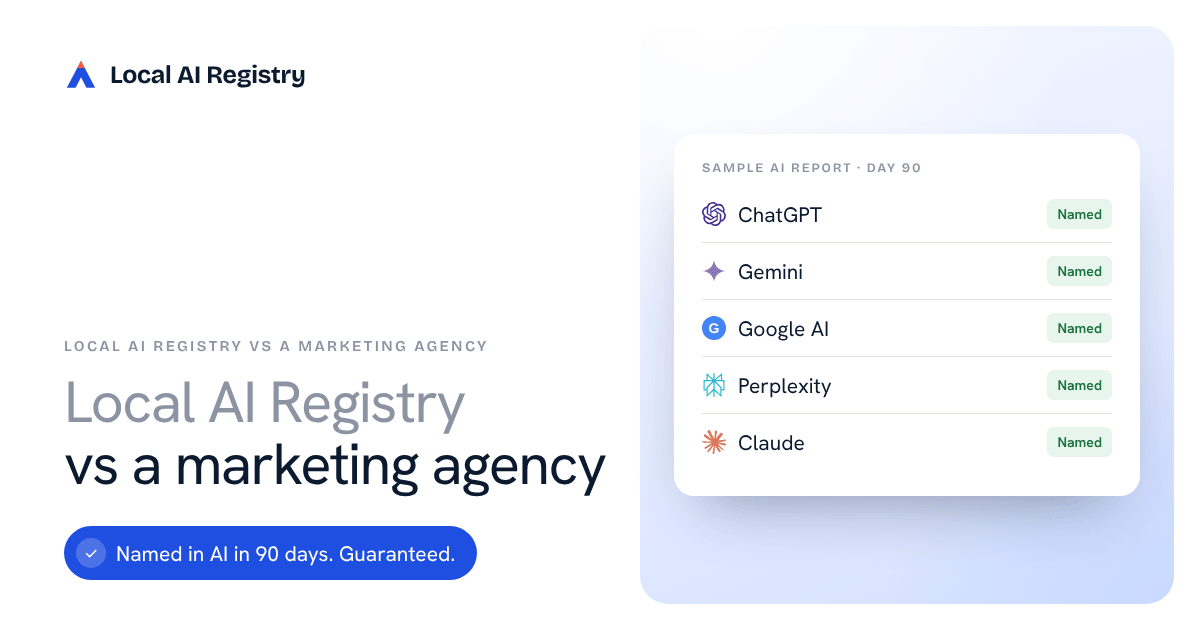 Local AI Registry
LOCAL AI REGISTRY VS A MARKETING AGENCY
Local AI Registry
vs a marketing agency
Named in AI in 90 days. Guaranteed.
SAMPLE AI REPORT · DAY 90
ChatGPT Named
Gemini Named
G Google AI Named
Perplexity Named
Claude Named